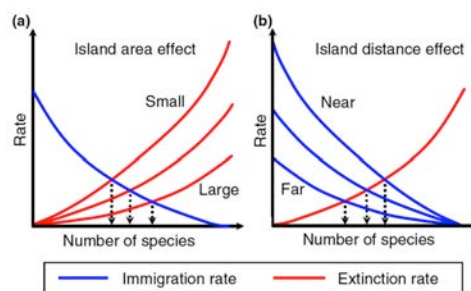 (a)
Island area effect
Small
Large
Rate
Number of species
(b)
Island distance effect
Near
Far
Rate
Number of species
Immigration rate
Extinction rate